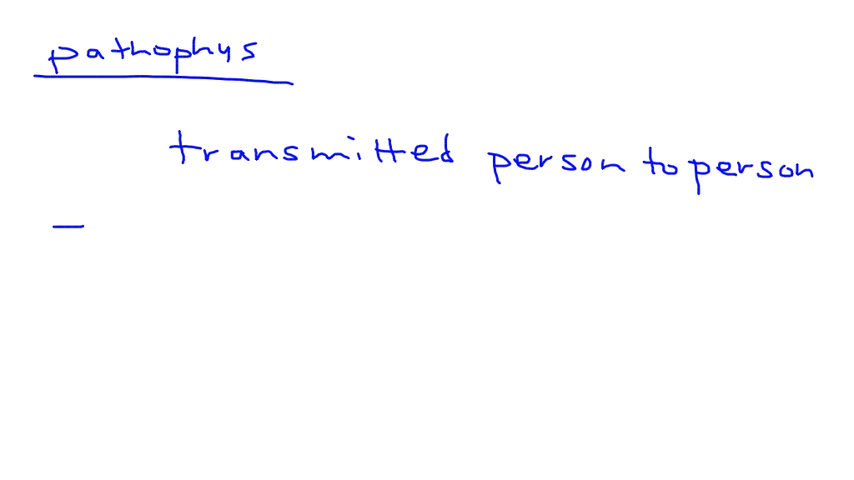 pathophys
transmitted person to person
—